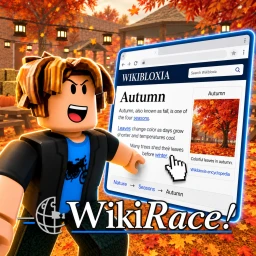 Search Wikibloxia
WIKIBLOXIA
Autumn
Autumn, also known as fall, is one
of the four seasons.
Leaves change color as days grow
shorter and temperatures cool.
Many trees shed their leaves
before winter.
Autumn
Colorful leaves in autumn
Wikibloxia encyclopedia
Nature → Seasons → Autumn
WikiRace!